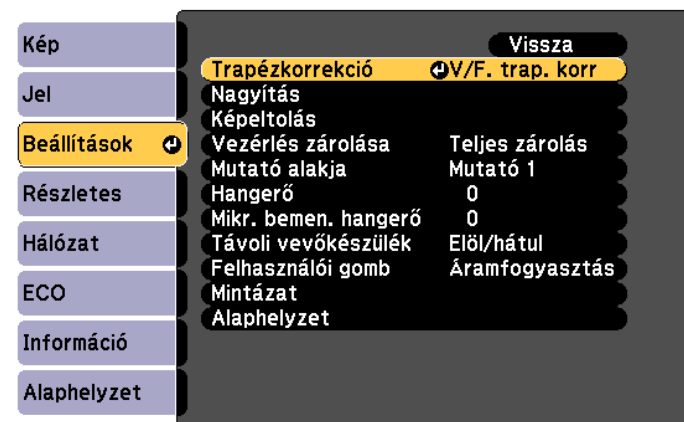 Kép
Jel
Beállítások
Részletes
Hálózat
ECO
Információ
Alaphelyzet
Vissza
Trapézkorrekció V/F. trap. korr
Nagyítás
Képeltolás
Vezérlés zárolása Teljes zárolás
Mutató alakja Mutató 1
Hangerő 0
Mikr. bemen. hangerő 0
Távoli vevőkészülék Elöl/hátul
Felhasználói gomb Áramfogyasztás
Mintázat
Alaphelyzet